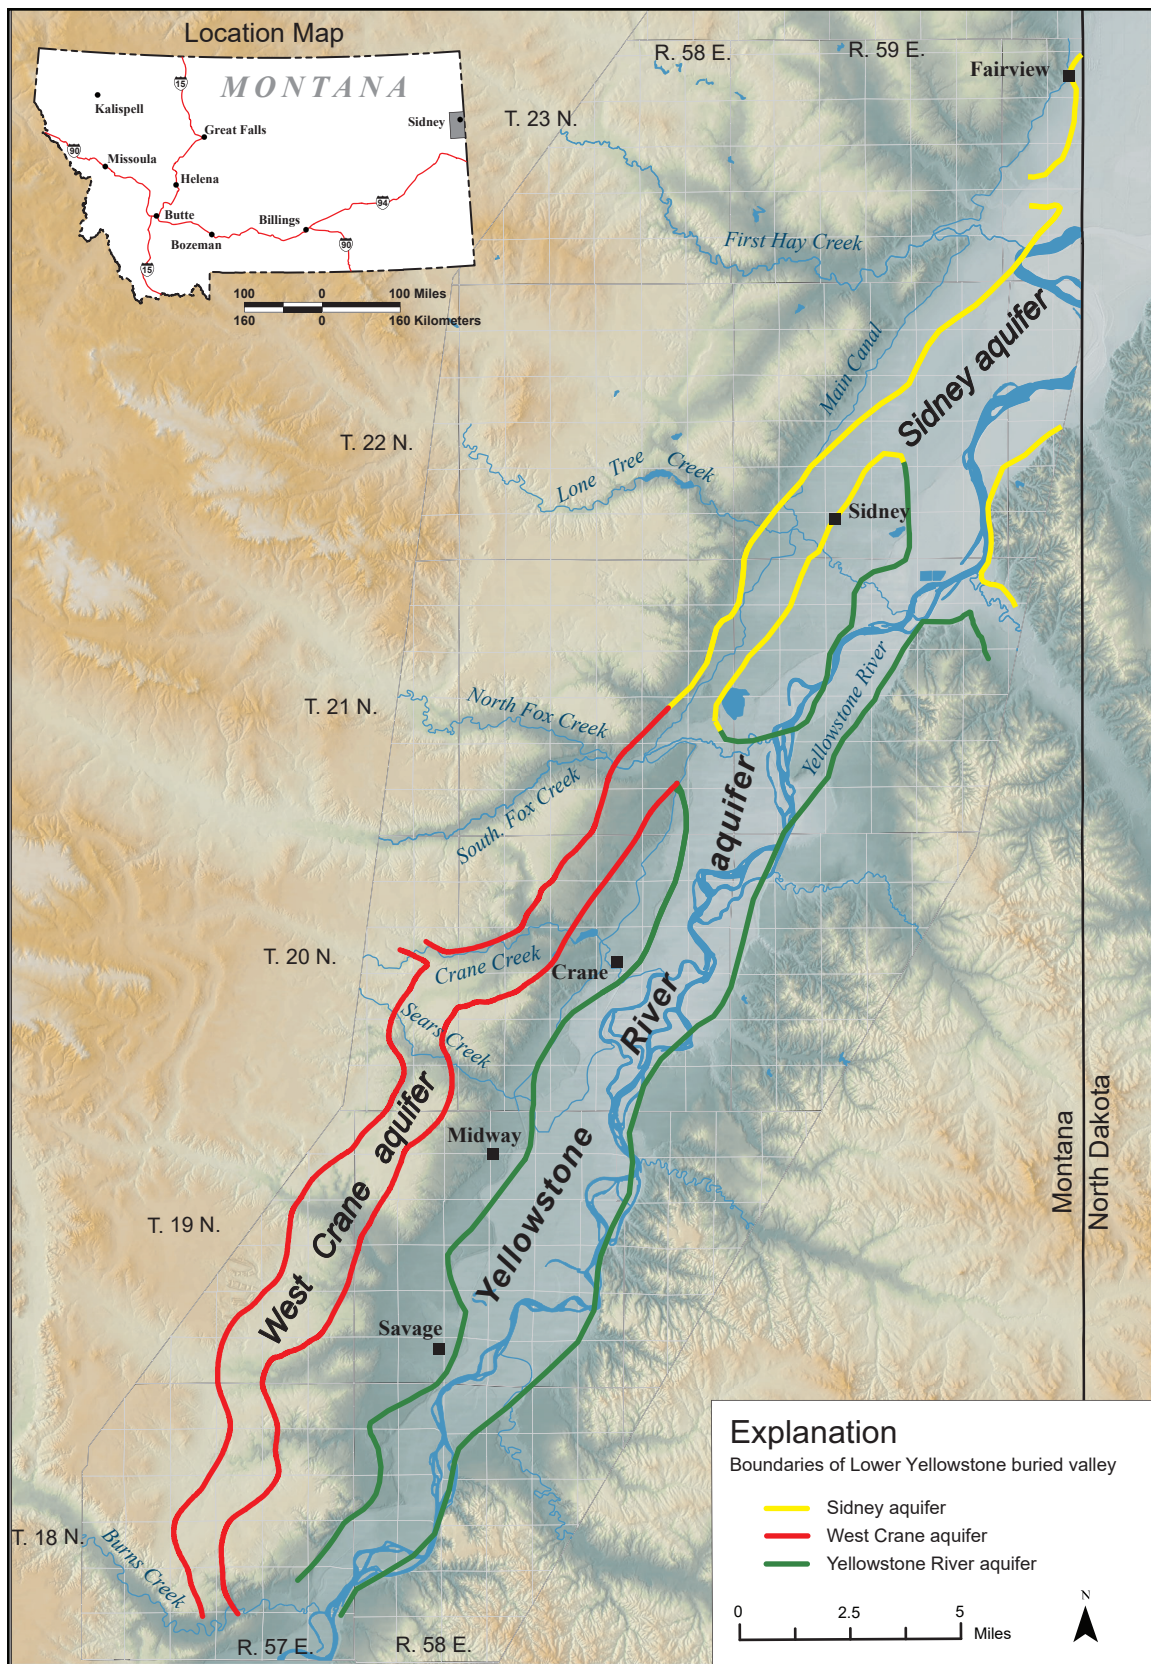 Location Map
MONTANA
15
Kalispell
Great Falls
Sidney
90
Missoula
Helena
94
Butte
Billings
Bozeman
90
15
100 0 100 Miles
160 0 160 Kilometers
R. 58 E.
R. 59 E.
Fairview
T. 23 N.
First Hay Creek
Main Canal
Sidney aquifer
T. 22 N.
Lone Tree Creek
Sidney
Yellowstone River
T. 21 N.
North Fox Creek
South. Fox Creek
T. 20 N.
Crane Creek
Crane
Sears Creek
Yellowstone River aquifer
Midway
West Crane aquifer
Montana
North Dakota
T. 19 N.
Savage
T. 18 N.
Burns Creek
R. 57 E.
R. 58 E.
Explanation
Boundaries of Lower Yellowstone buried valley
Sidney aquifer
West Crane aquifer
Yellowstone River aquifer
0 2.5 5
Miles
N